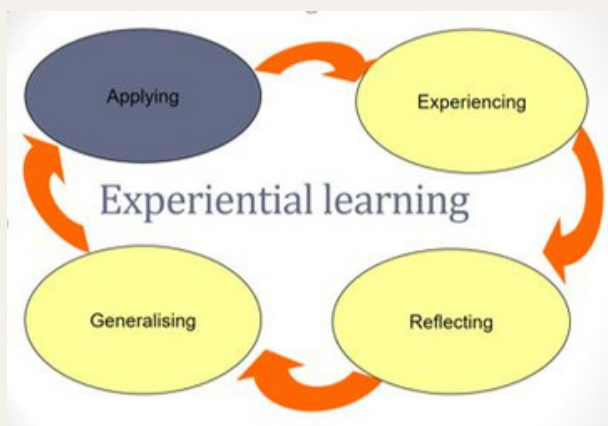 Applying
Experiencing
Experiential learning
Generalising
Reflecting